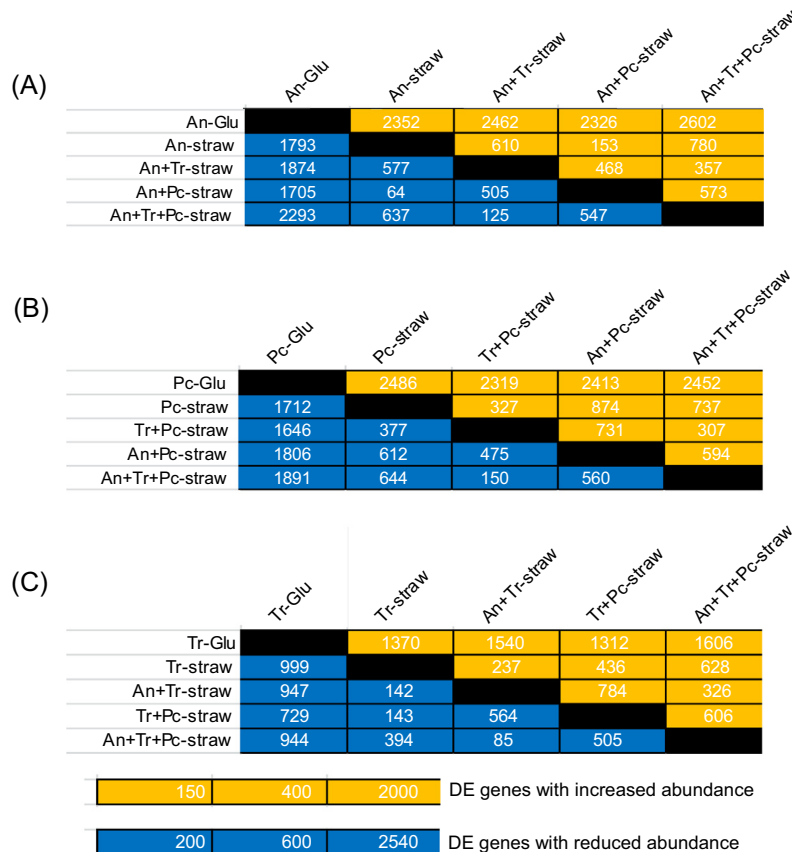 (A)
An-Glu An-straw An+Tr-straw An+Pc-straw An+Tr+Pc-straw
An-Glu 2352 2462 2326 2602
An-straw 1793 610 153 780
An+Tr-straw 1874 577 468 357
An+Pc-straw 1705 64 505 573
An+Tr+Pc-straw 2293 637 125 547
(B)
Pc-Glu Pc-straw Tr+Pc-straw An+Pc-straw An+Tr+Pc-straw
Pc-Glu 2486 2319 2413 2452
Pc-straw 1712 327 874 737
Tr+Pc-straw 1646 377 731 307
An+Pc-straw 1806 612 475 594
An+Tr+Pc-straw 1891 644 150 560
(C)
Tr-Glu Tr-straw An+Tr-straw Tr+Pc-straw An+Tr+Pc-straw
Tr-Glu 1370 1540 1312 1606
Tr-straw 999 237 436 628
An+Tr-straw 947 142 784 326
Tr+Pc-straw 729 143 564 606
An+Tr+Pc-straw 944 394 85 505
150 400 2000 DE genes with increased abundance
200 600 2540 DE genes with reduced abundance